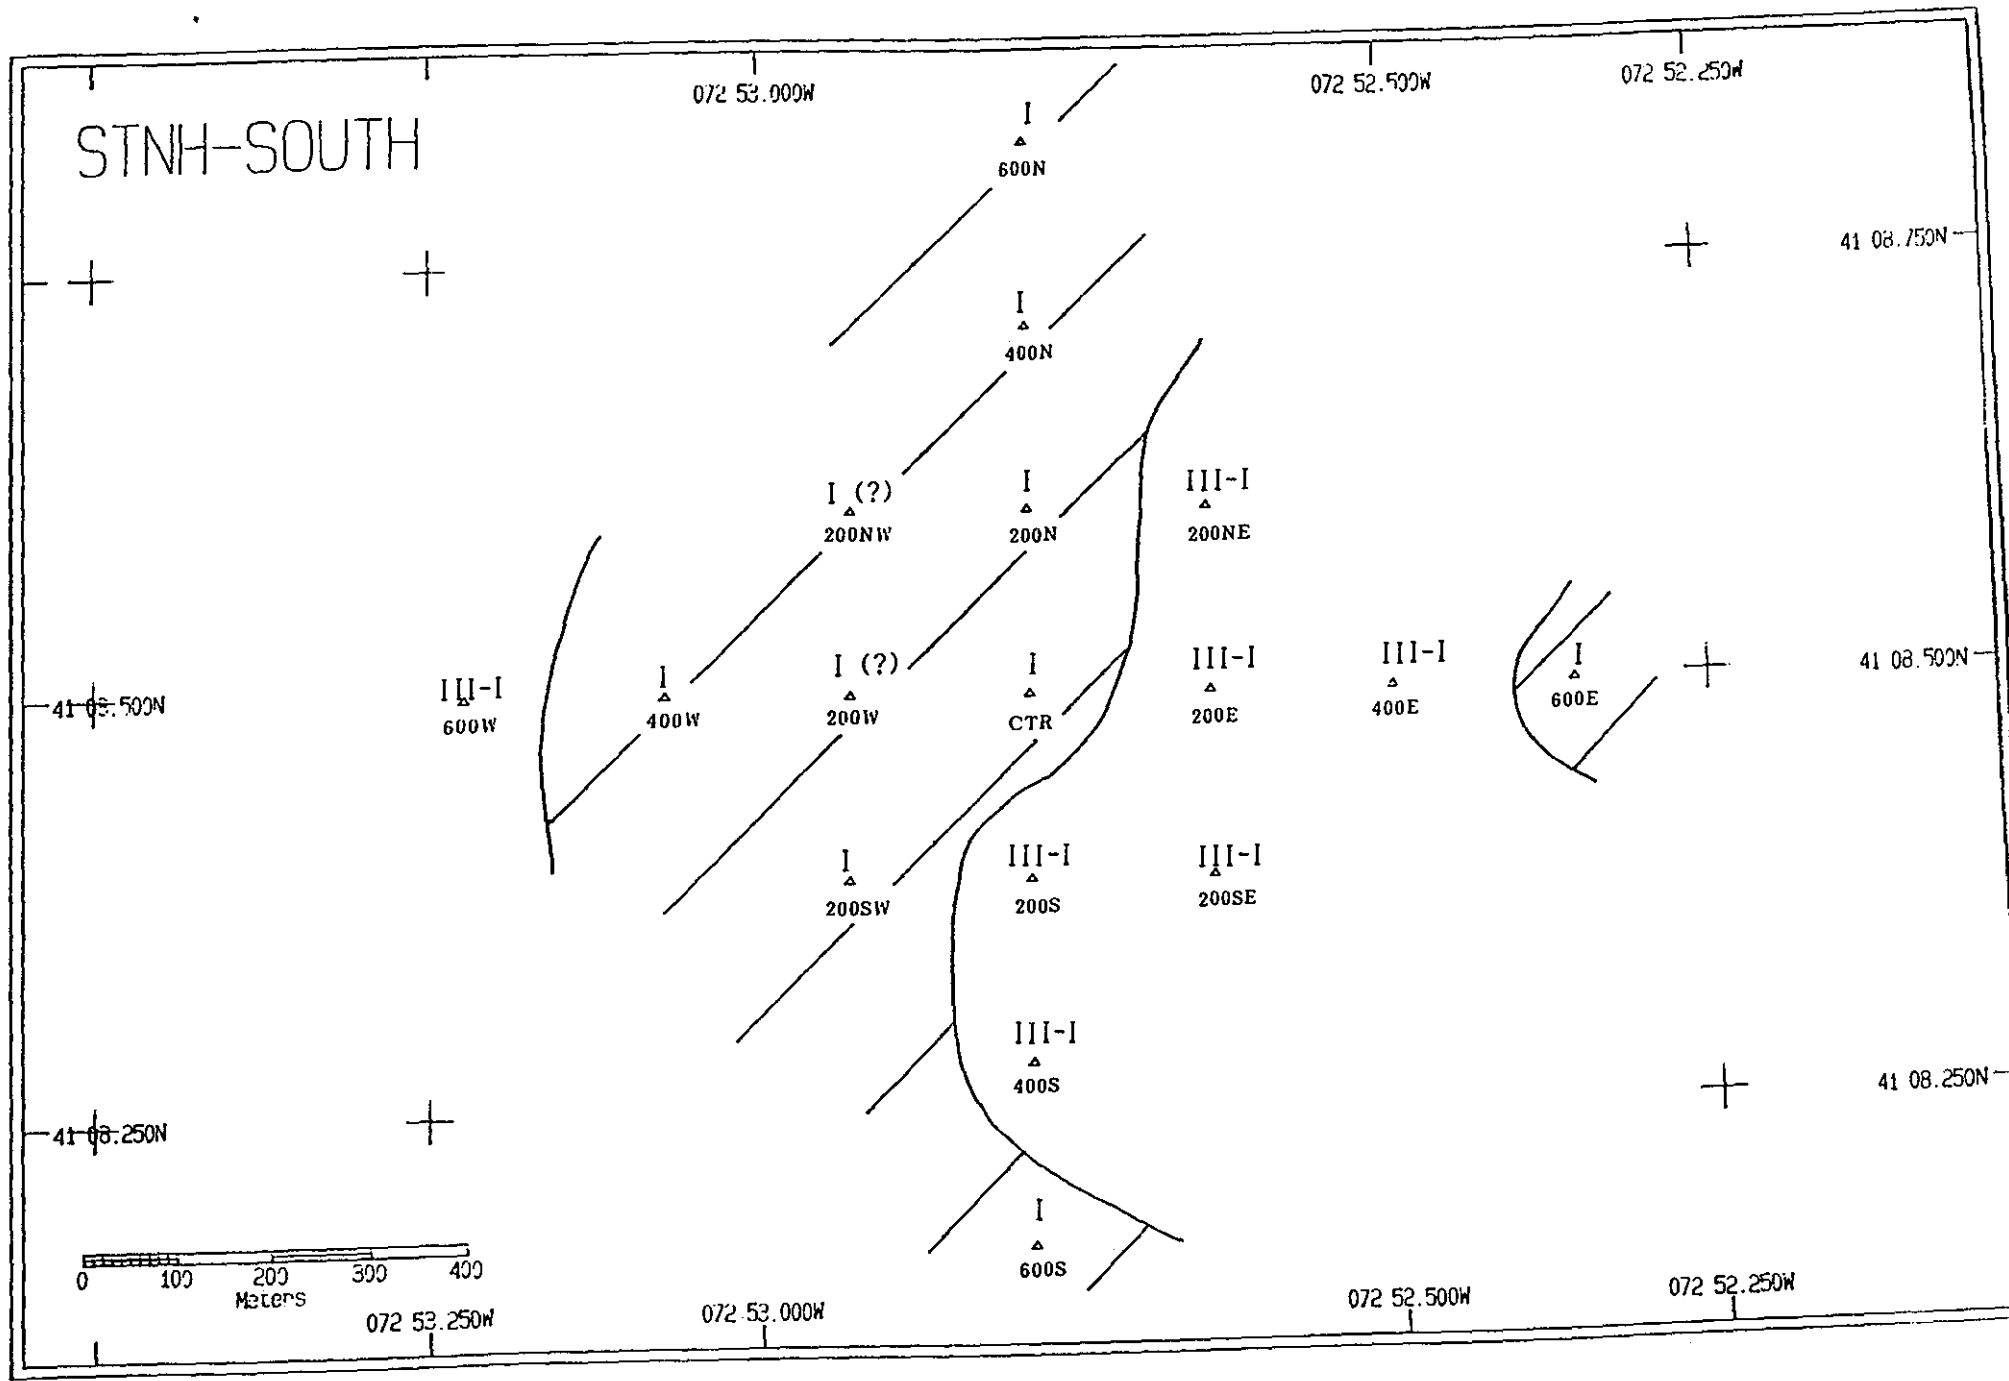 072 53.000W
072 52.500W
072 52.250W
STNH-SOUTH
I
600N
41 08.750N
I
400N
I (?)
200NW
I
200N
III-I
200NE
41 08.500N
III-I
600W
I
400W
I (?)
200W
I
CTR
III-I
200E
III-I
400E
I
600E
41 08.500N
I
200SW
III-I
200S
III-I
200SE
III-I
400S
41 08.250N
41 08.250N
I
600S
0 100 200 300 400
Meters
072 53.250W
072 53.000W
072 52.500W
072 52.250W